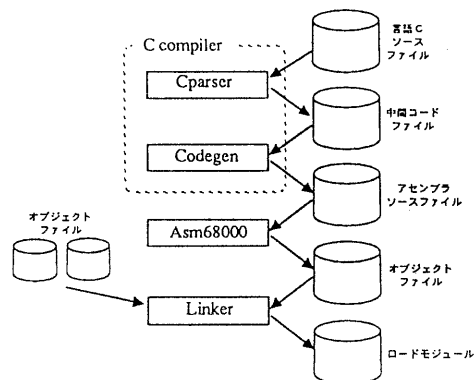 C compiler
言語C
ソース
ファイル
Cparser
中間コード
ファイル
Codegen
アセンブラ
ソースファイル
オブジェクト
ファイル
Asm68000
オブジェクト
ファイル
Linker
ロードモジュール